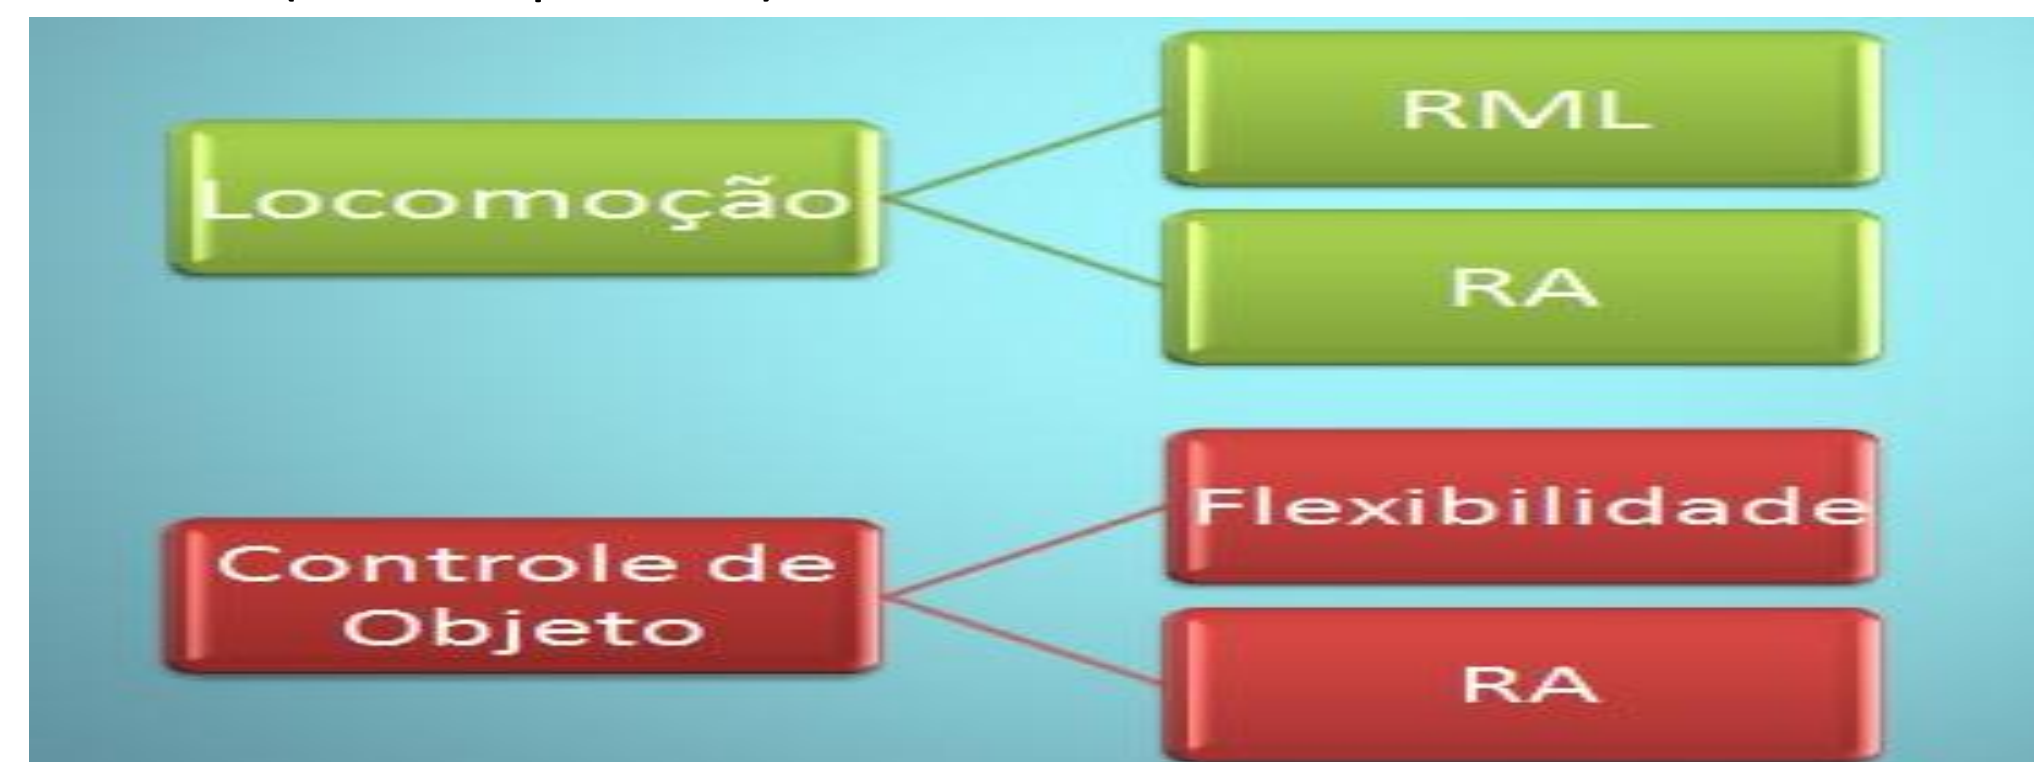 Locomoção
RML
RA
Controle de
Objeto
Flexibilidade
RA